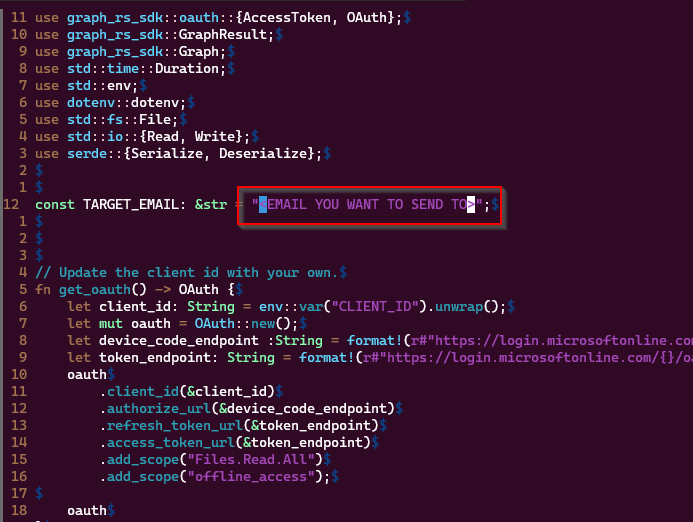 11 use graph_rs_sdk::oauth::{AccessToken, OAuth};$
10 use graph_rs_sdk::GraphResult;$
9 use graph_rs_sdk::Graph;$
8 use std::time::Duration;$
7 use std::env;$
6 use dotenv::dotenv;$
5 use std::fs::File;$
4 use std::io::{Read, Write};$
3 use serde::{Serialize, Deserialize};$
2 $
1 $
12 const TARGET_EMAIL: &str = "<EMAIL YOU WANT TO SEND TO>";$
1 $
2 $
3 $
4 // Update the client id with your own.$
5 fn get_oauth() -> OAuth {$
6 let client_id: String = env::var("CLIENT_ID").unwrap();$
7 let mut oauth = OAuth::new();$
8 let device_code_endpoint :String = format!(r#"https://login.microsoftonline.com
9 let token_endpoint: String = format!(r#"https://login.microsoftonline.com/{}/oa
10 oauth$
11 .client_id(&client_id)$
12 .authorize_url(&device_code_endpoint)$
13 .refresh_token_url(&token_endpoint)$
14 .access_token_url(&token_endpoint)$
15 .add_scope("Files.Read.All")$
16 .add_scope("offline_access");$
17 $
18 oauth$